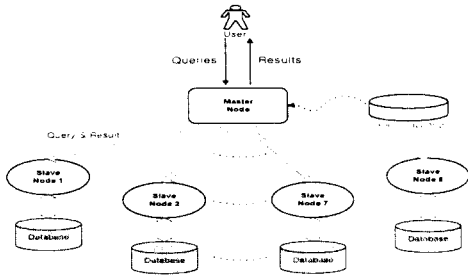 User
Queries
Results
Master
Node
Query & Result
Slave
Node 1
Slave
Node 2
Slave
Node 7
Slave
Node 8
Database
Database
Database
Database